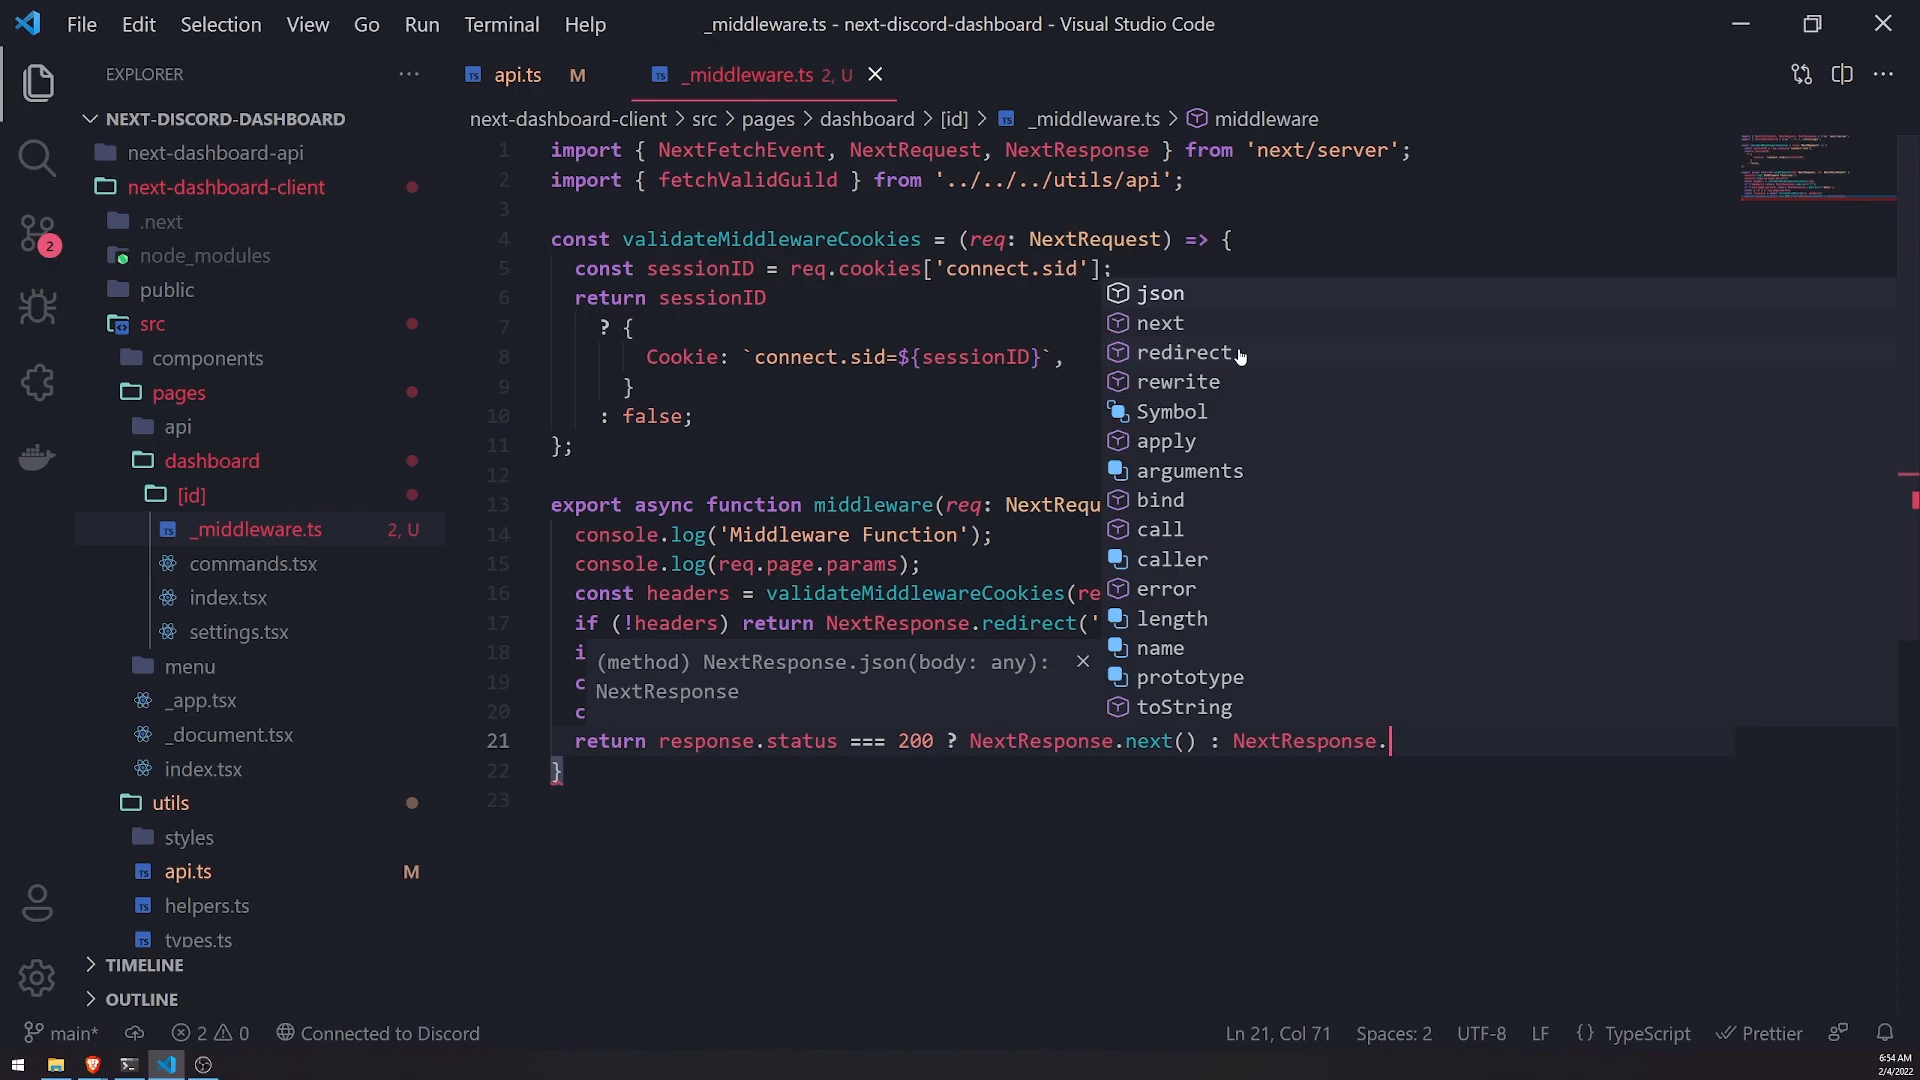 File Edit Selection View Go Run Terminal Help
_middleware.ts - next-discord-dashboard - Visual Studio Code
EXPLORER
NEXT-DISCORD-DASHBOARD
next-dashboard-api
next-dashboard-client
.next
node_modules
public
src
components
pages
api
dashboard
[id]
_middleware.ts 2, U
commands.tsx
index.tsx
settings.tsx
menu
_app.tsx
_document.tsx
index.tsx
utils
styles
api.ts M
helpers.ts
types.ts
TIMELINE
OUTLINE
2
TS api.ts M
TS _middleware.ts 2, U
next-dashboard-client > src > pages > dashboard > [id] > TS _middleware.ts > middleware
1 import { NextFetchEvent, NextRequest, NextResponse } from 'next/server';
2 import { fetchValidGuild } from '../../../utils/api';
3
4 const validateMiddlewareCookies = (req: NextRequest) => {
5 const sessionID = req.cookies['connect.sid'];
6 return sessionID
7 ? {
8 Cookie: `connect.sid=${sessionID}`,
9 }
10 : false;
11 };
12
13 export async function middleware(req: NextRequ
14 console.log('Middleware Function');
15 console.log(req.page.params);
16 const headers = validateMiddlewareCookies(re
17 if (!headers) return NextResponse.redirect('
18 i
19 c
20 c
21 return response.status === 200 ? NextResponse.next() : NextResponse.
22 }
23
json
next
redirect
rewrite
Symbol
apply
arguments
bind
call
caller
error
length
name
prototype
toString
(method) NextResponse.json(body: any):
NextResponse
main* 2 0 Connected to Discord
Ln 21, Col 71 Spaces: 2 UTF-8 LF {} TypeScript Prettier
6:54 AM
2/4/2022